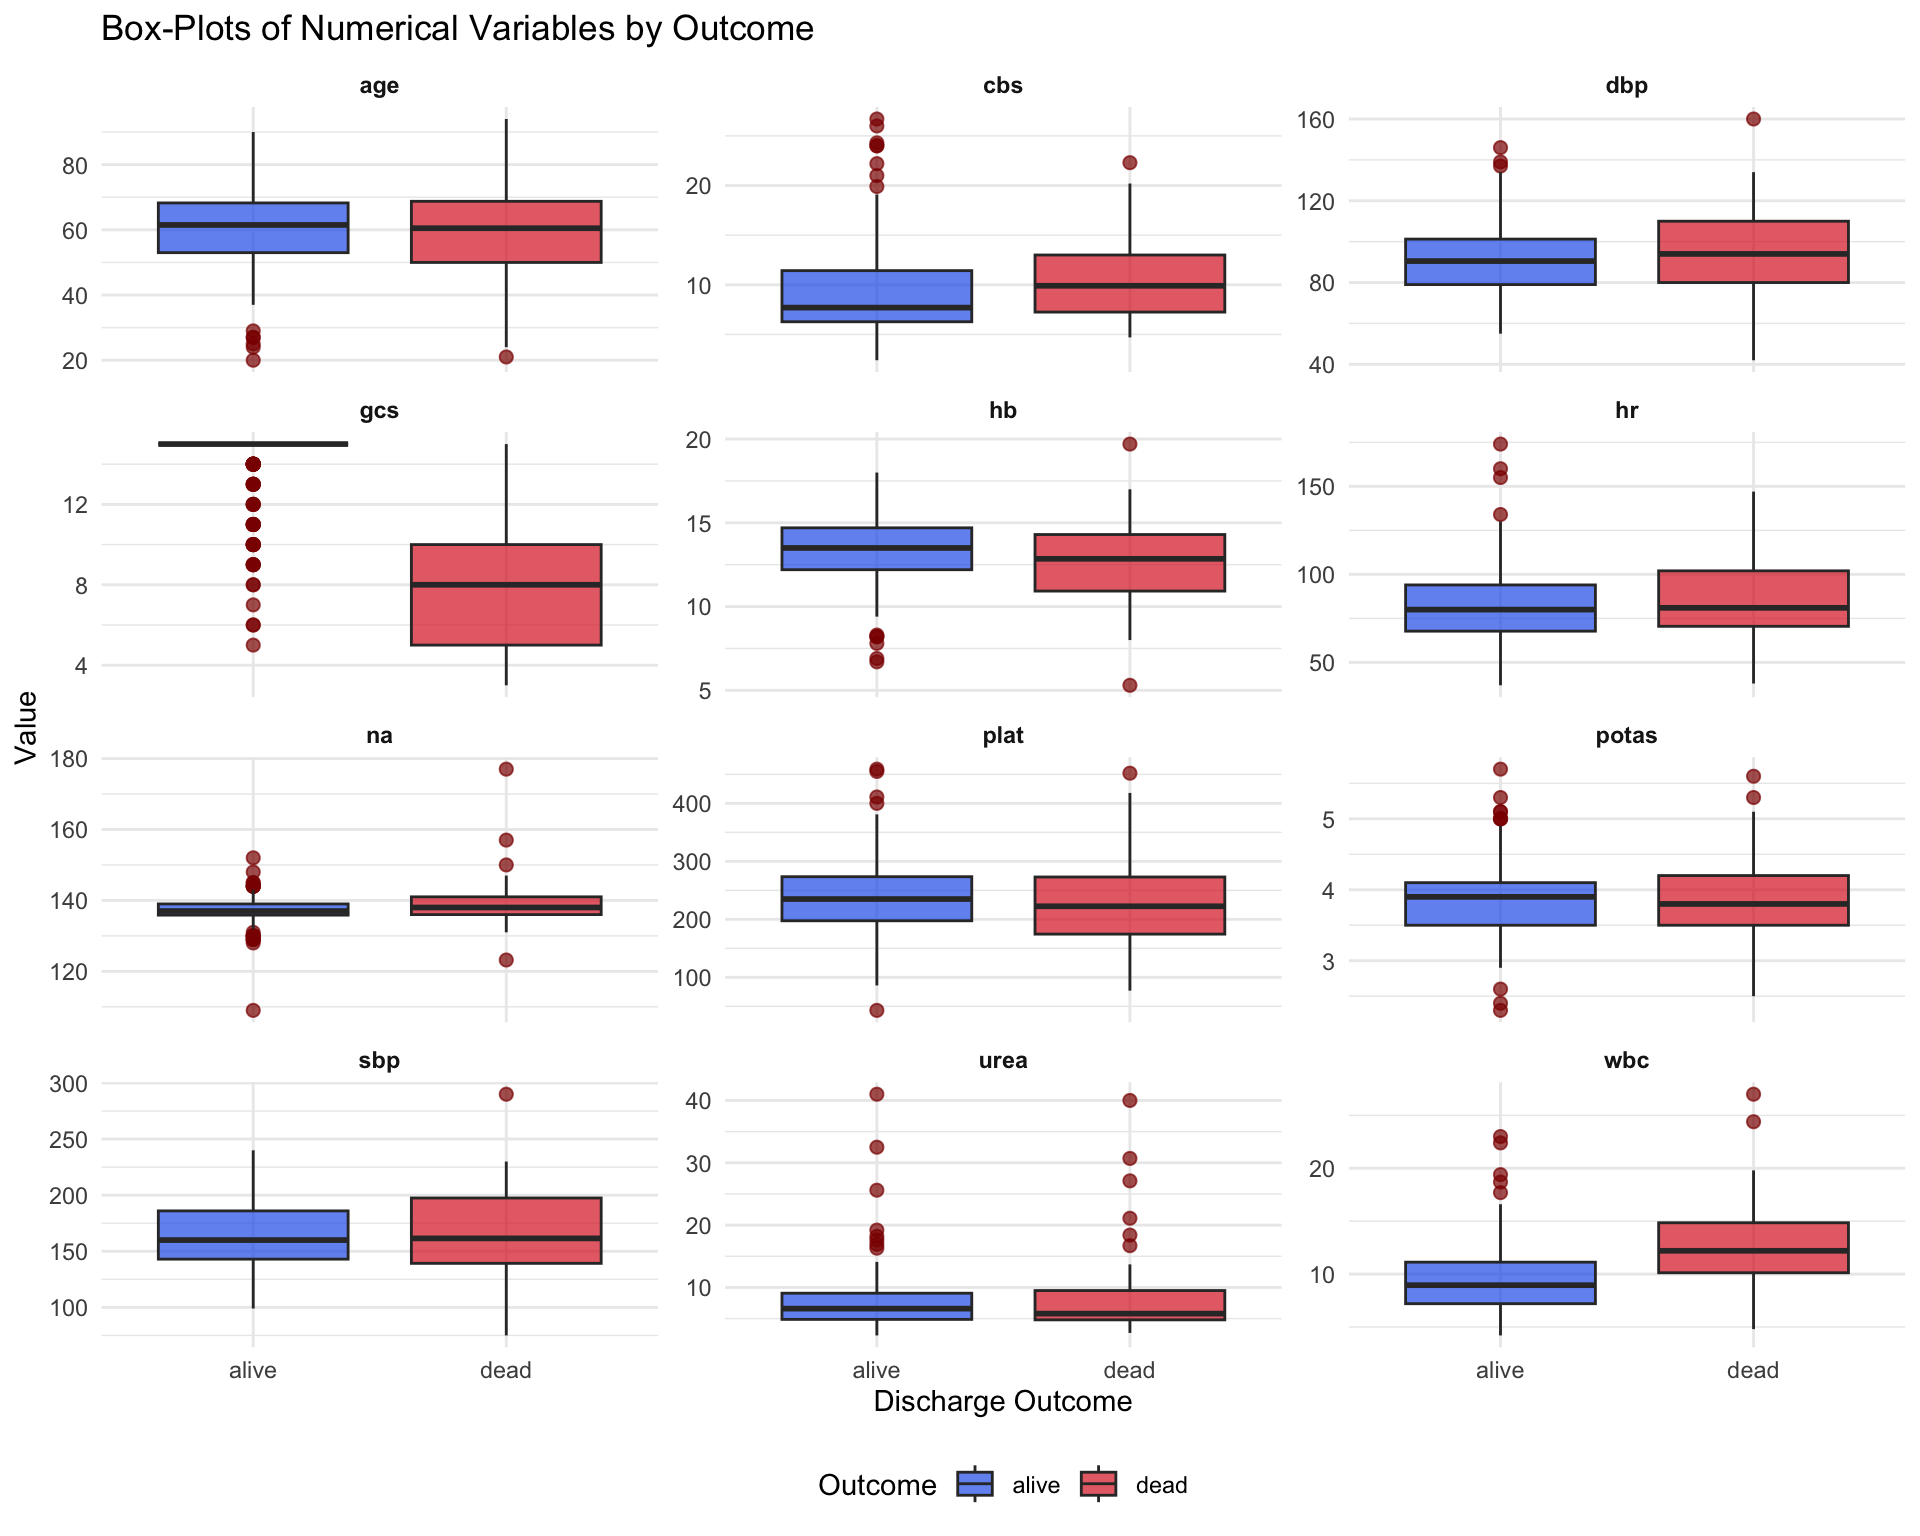 Box-Plots of Numerical Variables by Outcome
age
cbs
dbp
80
60
40
20
20
10
160
120
80
40
gcs
hb
hr
12
8
4
20
15
10
5
150
100
50
Value
na
plat
potas
180
160
140
120
400
300
200
100
5
4
3
sbp
urea
wbc
300
250
200
150
100
40
30
20
10
20
10
alive
dead
alive
dead
alive
dead
Discharge Outcome
Outcome
alive
dead